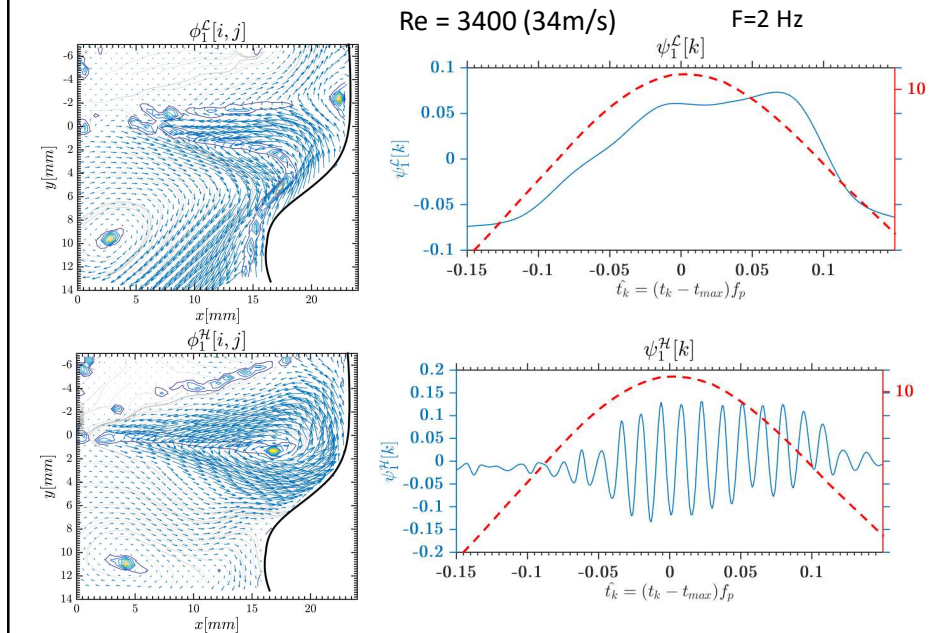 Re = 3400 (34m/s)
F=2 Hz
ϕ₁ᴸ[i, j]
-6
-4
-2
0
2
4
6
8
10
12
14
y[mm]
0 5 10 15 20
x[mm]
ψ₁ᴸ[k]
0.1
0.05
0
-0.05
-0.1
ψ₁ᴸ[k]
10
-0.15 -0.1 -0.05 0 0.05 0.1
t̂ₖ = (tₖ − tₘₐₓ)fₚ
ϕ₁ᴴ[i, j]
-6
-4
-2
0
2
4
6
8
10
12
14
y[mm]
0 5 10 15 20
x[mm]
ψ₁ᴴ[k]
0.2
0.15
0.1
0.05
0
-0.05
-0.1
-0.15
-0.2
ψ₁ᴴ[k]
10
-0.15 -0.1 -0.05 0 0.05 0.1
t̂ₖ = (tₖ − tₘₐₓ)fₚ